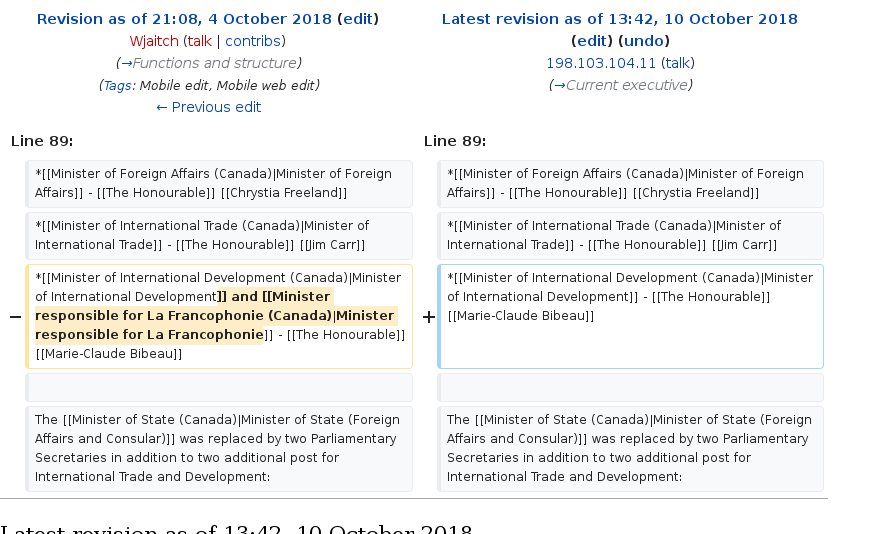 Revision as of 21:08, 4 October 2018 (edit)
Wjaitch (talk | contribs)
(→Functions and structure)
(Tags: Mobile edit, Mobile web edit)
← Previous edit
Latest revision as of 13:42, 10 October 2018
(edit) (undo)
198.103.104.11 (talk)
(→Current executive)
Line 89:
Line 89:
*[[Minister of Foreign Affairs (Canada)|Minister of Foreign
Affairs]] - [[The Honourable]] [[Chrystia Freeland]]
*[[Minister of Foreign Affairs (Canada)|Minister of Foreign
Affairs]] - [[The Honourable]] [[Chrystia Freeland]]
*[[Minister of International Trade (Canada)|Minister of
International Trade]] - [[The Honourable]] [[Jim Carr]]
*[[Minister of International Trade (Canada)|Minister of
International Trade]] - [[The Honourable]] [[Jim Carr]]
−
*[[Minister of International Development (Canada)|Minister
of International Development]] and [[Minister
responsible for La Francophonie (Canada)|Minister
responsible for La Francophonie]] - [[The Honourable]]
[[Marie-Claude Bibeau]]
+
*[[Minister of International Development (Canada)|Minister
of International Development]] - [[The Honourable]]
[[Marie-Claude Bibeau]]
The [[Minister of State (Canada)|Minister of State (Foreign
Affairs and Consular)]] was replaced by two Parliamentary
Secretaries in addition to two additional post for
International Trade and Development:
The [[Minister of State (Canada)|Minister of State (Foreign
Affairs and Consular)]] was replaced by two Parliamentary
Secretaries in addition to two additional post for
International Trade and Development:
Latest revision as of 13:42, 10 October 2018